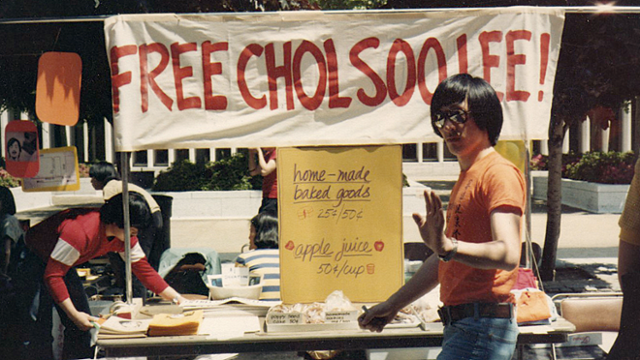 FREE CHOL SOO LEE!
home-made
baked goods
25¢/50¢
apple juice
50¢/cup